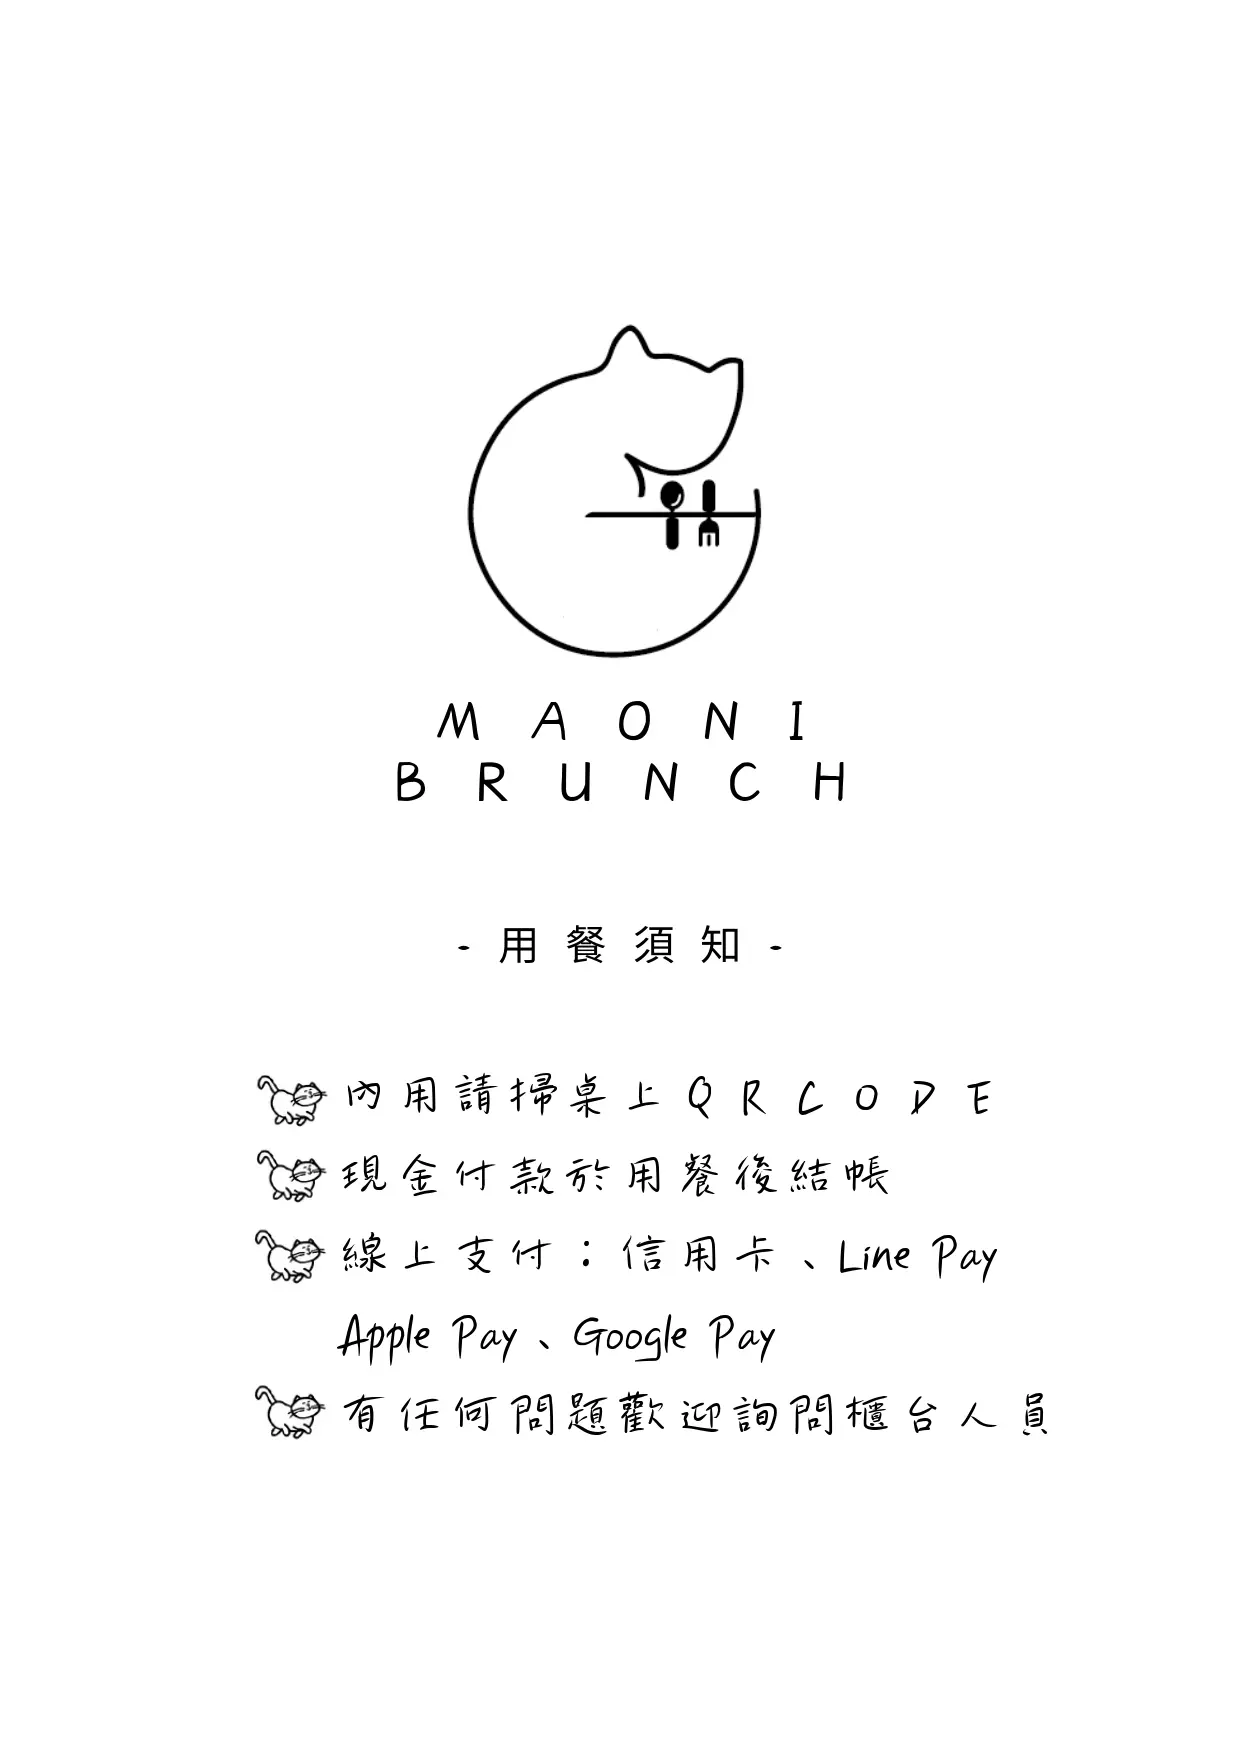 MAONI
BRUNCH
- 用餐須知 -
內用請掃桌上QRCODE
現金付款於用餐後結帳
線上支付：信用卡、Line Pay
Apple Pay、Google Pay
有任何問題歡迎詢問櫃台人員